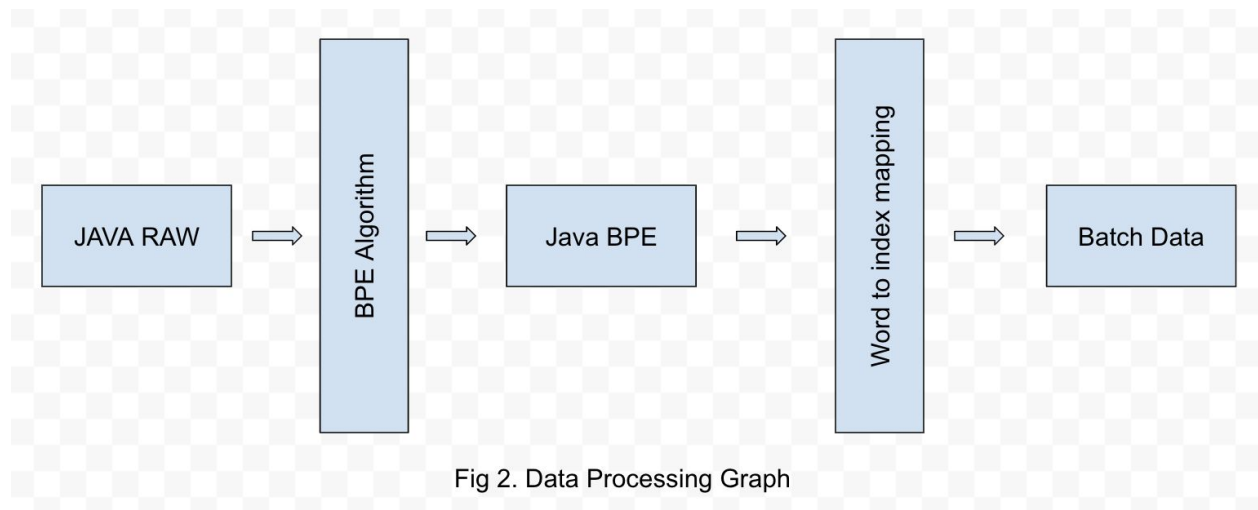 JAVA RAW
BPE Algorithm
Java BPE
Word to index mapping
Batch Data
Fig 2. Data Processing Graph